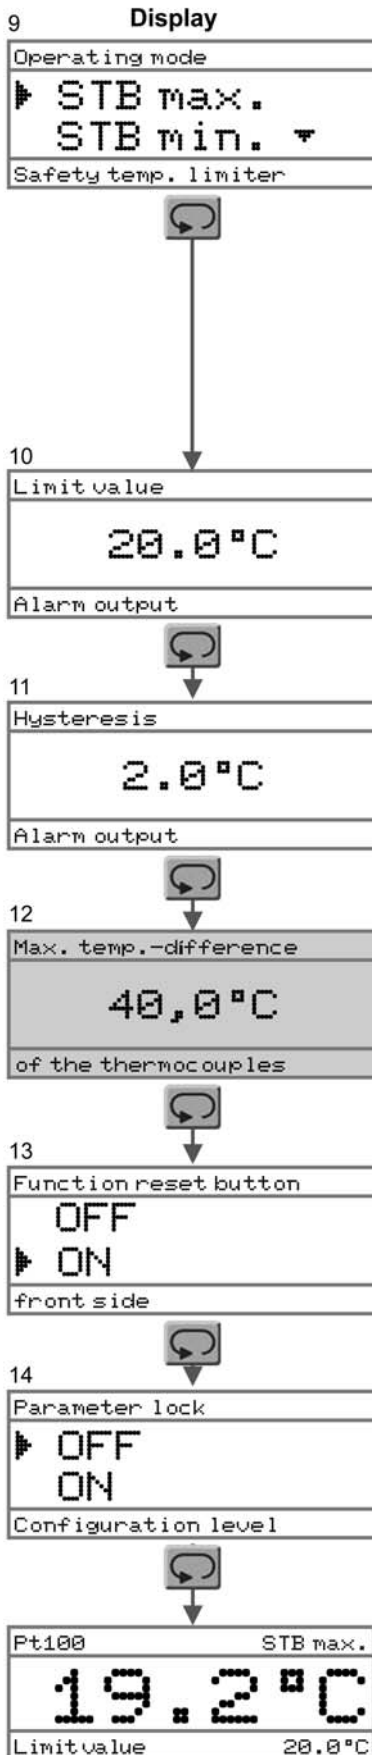 9 Display
Operating mode
STB max.
STB min.
Safety temp. limiter
10
Limit value
20.0°C
Alarm output
11
Hysteresis
2.0°C
Alarm output
12
Max. temp.-difference
40,0°C
of the thermocouples
13
Function reset button
OFF
ON
front side
14
Parameter lock
OFF
ON
Configuration level
Pt100 STB max.
19.2°C
Limit value 20.0°C